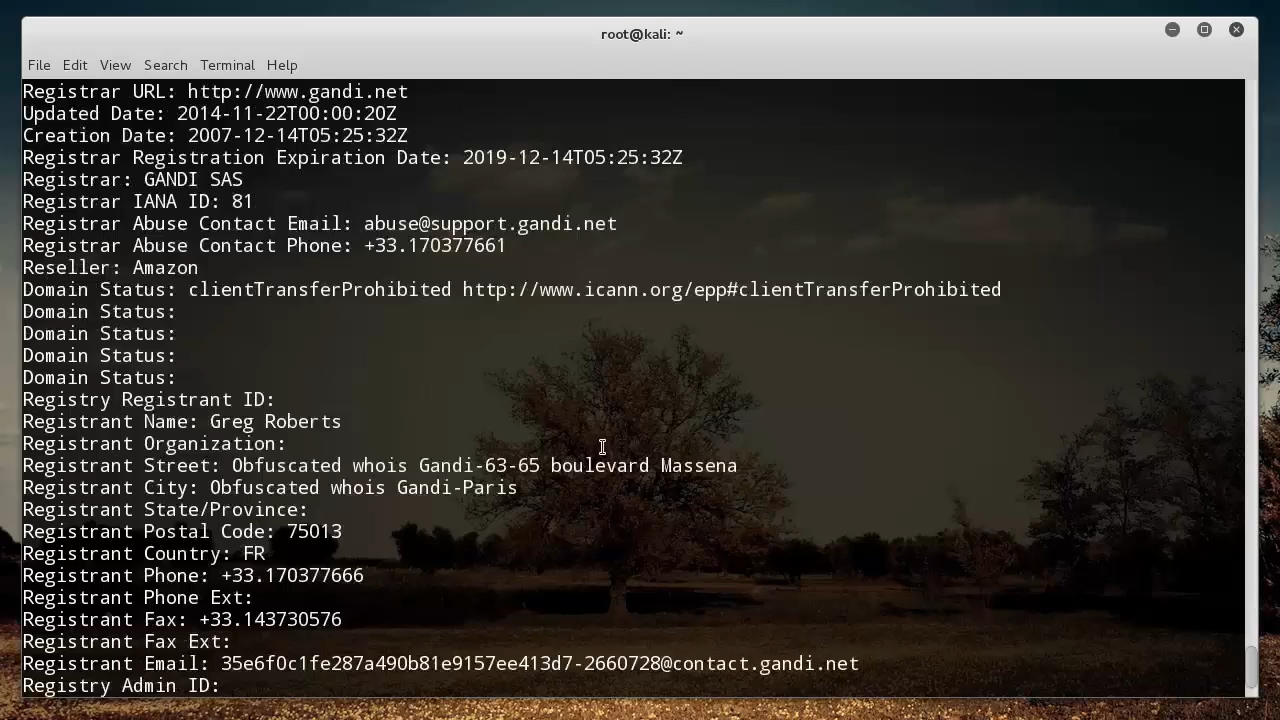 root@kali: ~
File Edit View Search Terminal Help
Registrar URL: http://www.gandi.net
Updated Date: 2014-11-22T00:00:20Z
Creation Date: 2007-12-14T05:25:32Z
Registrar Registration Expiration Date: 2019-12-14T05:25:32Z
Registrar: GANDI SAS
Registrar IANA ID: 81
Registrar Abuse Contact Email: abuse@support.gandi.net
Registrar Abuse Contact Phone: +33.170377661
Reseller: Amazon
Domain Status: clientTransferProhibited http://www.icann.org/epp#clientTransferProhibited
Domain Status:
Domain Status:
Domain Status:
Domain Status:
Registry Registrant ID:
Registrant Name: Greg Roberts
Registrant Organization:
Registrant Street: Obfuscated whois Gandi-63-65 boulevard Massena
Registrant City: Obfuscated whois Gandi-Paris
Registrant State/Province:
Registrant Postal Code: 75013
Registrant Country: FR
Registrant Phone: +33.170377666
Registrant Phone Ext:
Registrant Fax: +33.143730576
Registrant Fax Ext:
Registrant Email: 35e6f0c1fe287a490b81e9157ee413d7-2660728@contact.gandi.net
Registry Admin ID: